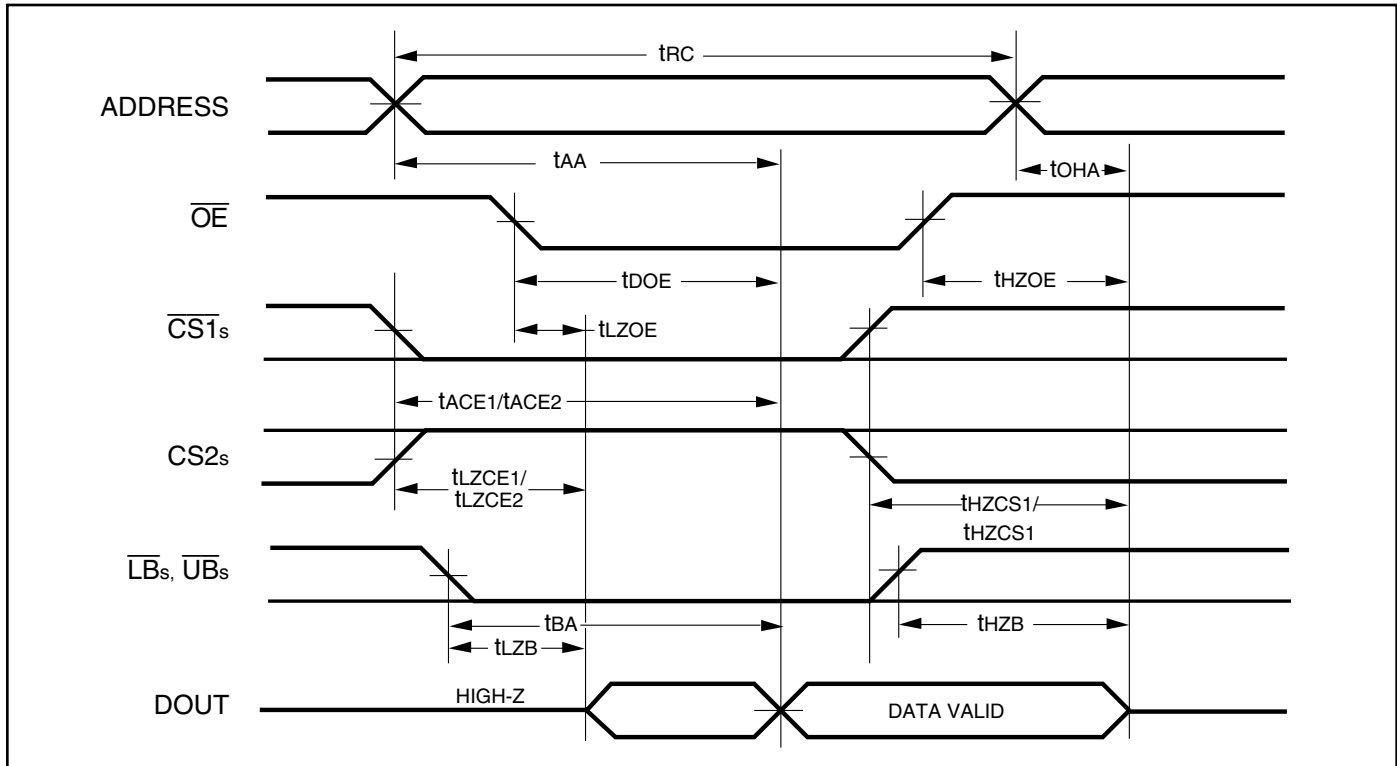 tRC
ADDRESS
tAA
tOHA
OE
tDOE
tHZOE
CS1s
tLZOE
tACE1/tACE2
CS2s
tLZCE1/
tLZCE2
tHZCS1/
tHZCS1
LBs, UBs
tBA
tHZB
tLZB
HIGH-Z
DOUT
DATA VALID